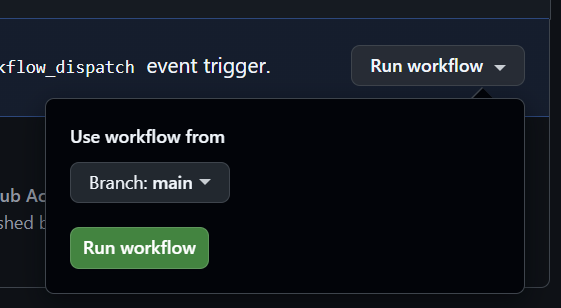 kflow_dispatch event trigger.
Run workflow
Use workflow from
Branch: main
ub Ac
shed b
Run workflow